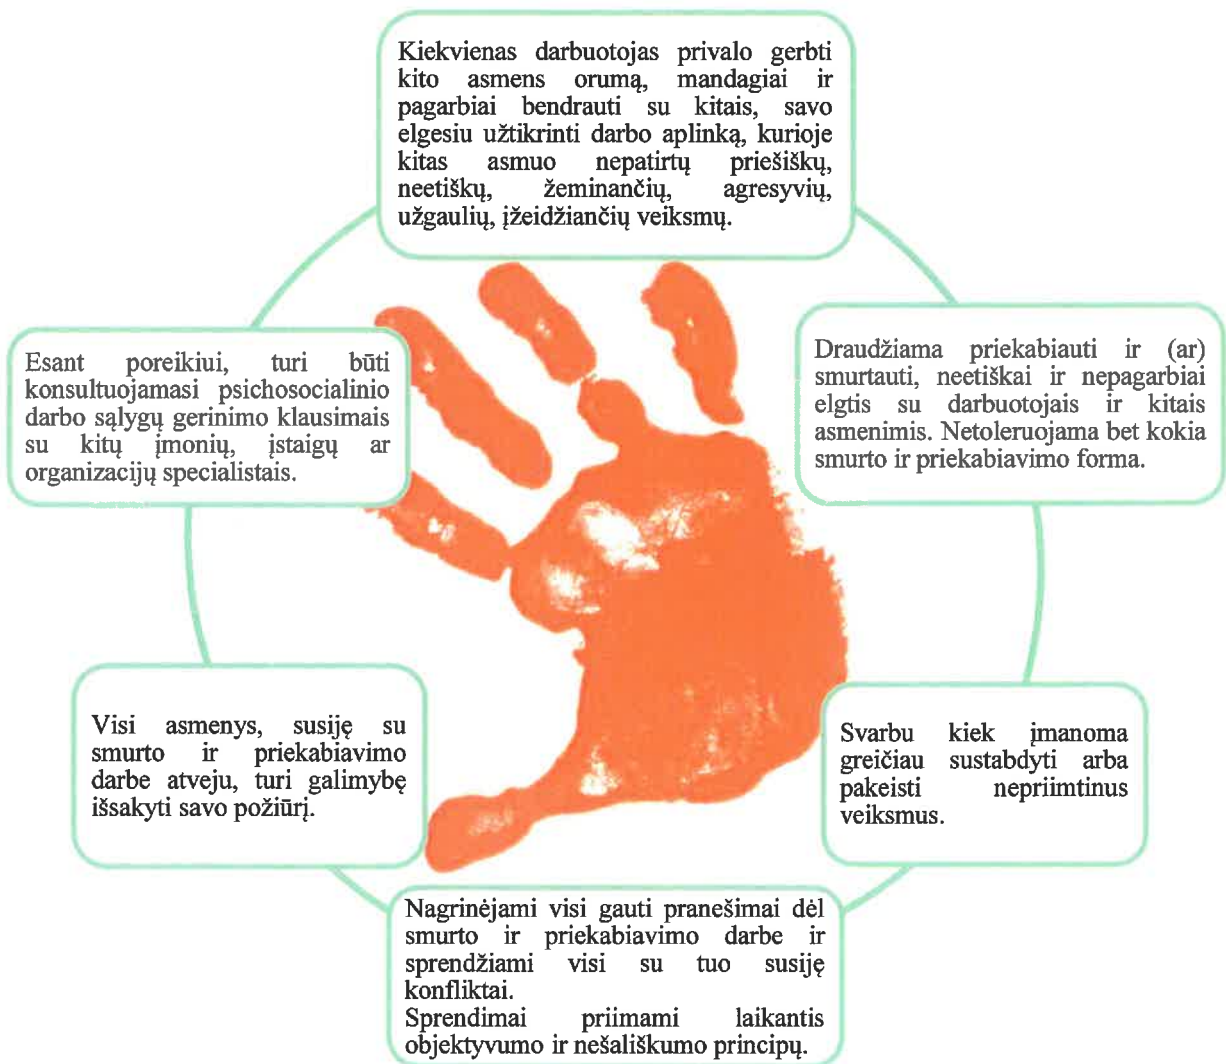 Kiekvienas darbuotojas privalo gerbti
kito asmens orumą, mandagiai ir
pagarbiai bendrauti su kitais, savo
elgesiu užtikrinti darbo aplinką, kurioje
kitas asmuo nepatirtų priešiškų,
neetiškų, žeminančių, agresyvių,
užgaulių, įžeidžiančių veiksmų.
Draudžiama priekabiauti ir (ar)
smurtauti, neetiškai ir nepagarbiai
elgtis su darbuotojais ir kitais
asmenimis. Netoleruojama bet kokia
smurto ir priekabiavimo forma.
Svarbu kiek įmanoma
greičiau sustabdyti arba
pakeisti nepriimtinus
veiksmus.
Nagrinėjami visi gauti pranešimai dėl
smurto ir priekabiavimo darbe ir
sprendžiami visi su tuo susiję
konfliktai.
Sprendimai priimami laikantis
objektyvumo ir nešališkumo principų.
Visi asmenys, susiję su
smurto ir priekabiavimo
darbe atveju, turi galimybę
išsakyti savo požiūrį.
Esant poreikiui, turi būti
konsultuojamasi psichosocialinio
darbo sąlygų gerinimo klausimais
su kitų įmonių, įstaigų ar
organizacijų specialistais.